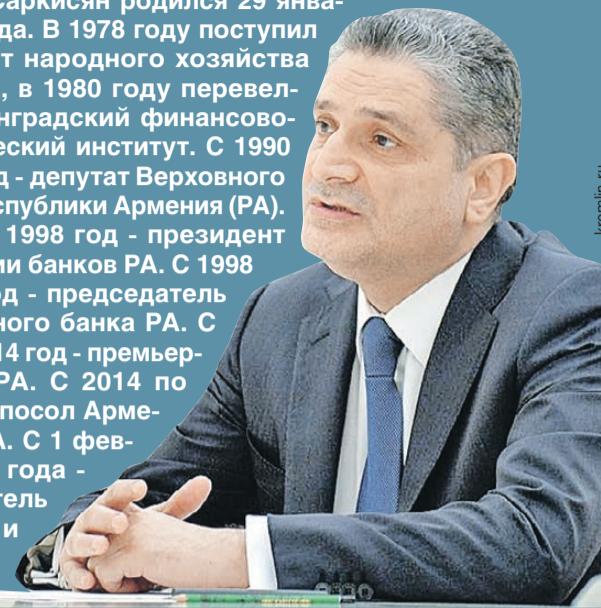 Саркисян родился 29 янва-
да. В 1978 году поступил
т народного хозяйства
, в 1980 году перевел-
нградский финансово-
еский институт. С 1990
д - депутат Верховного
спублики Армения (РА).
1998 год - президент
ии банков РА. С 1998
од - председатель
ного банка РА. С
14 год - премьер-
РА. С 2014 по
посол Арме-
А. С 1 фев-
года -
тель
и
kremlin.ru